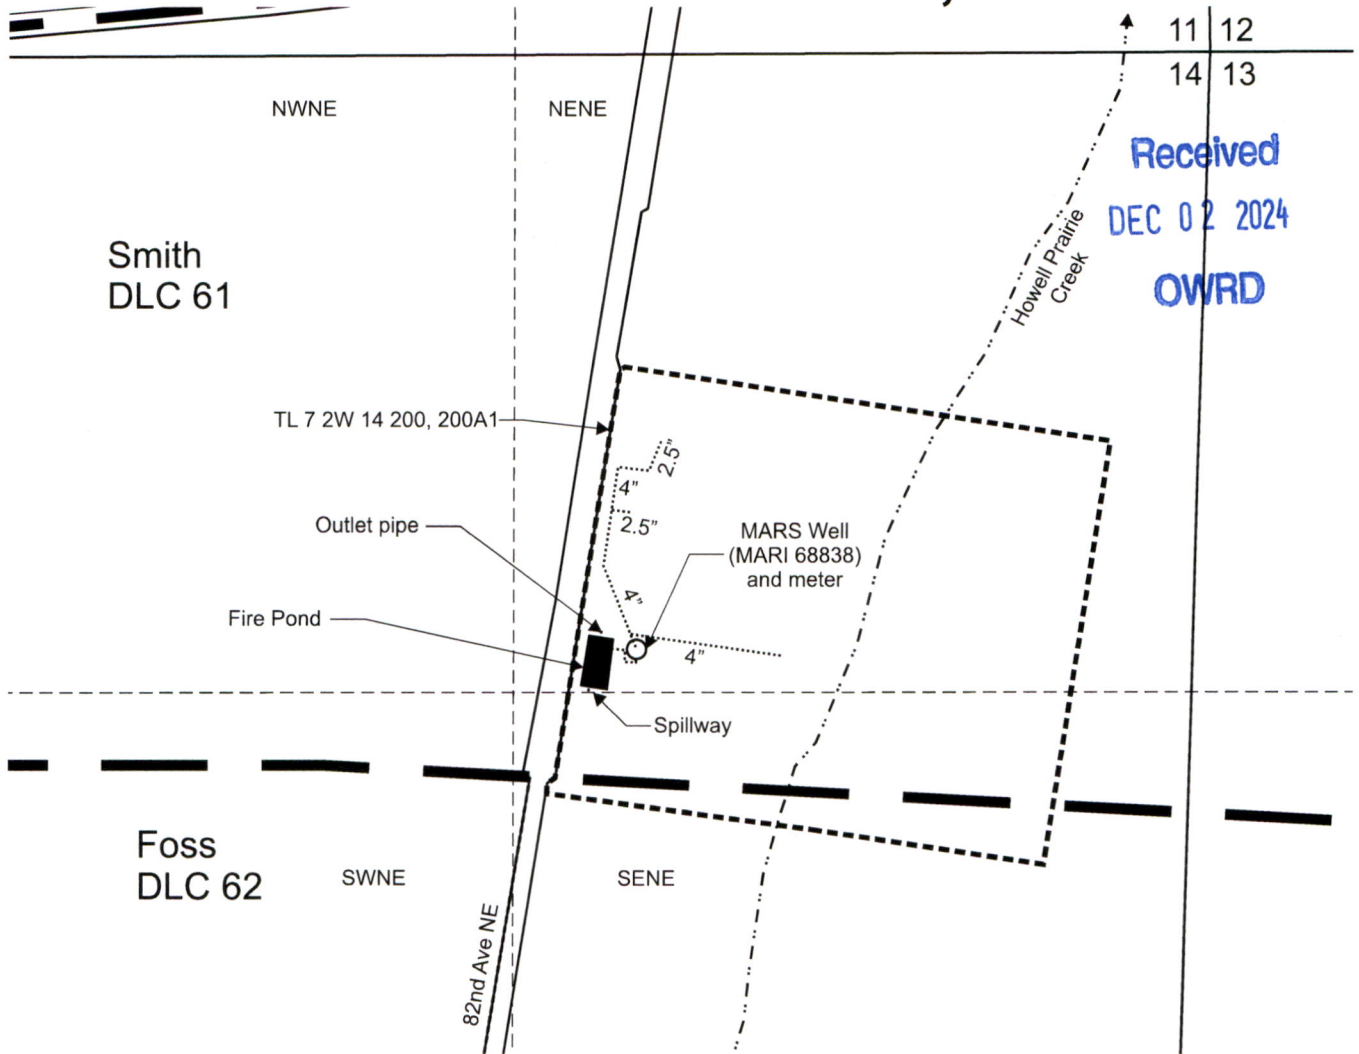 11 12
14 13
NWNE
NENE
Received
DEC 02 2024
OWRD
Howell Prairie
Creek
Smith
DLC 61
TL 7 2W 14 200, 200A1
2.5"
4"
2.5"
Outlet pipe
MARS Well
(MARI 68838)
and meter
4"
Fire Pond
4"
Spillway
Foss
DLC 62
SWNE
SENE
82nd Ave NE